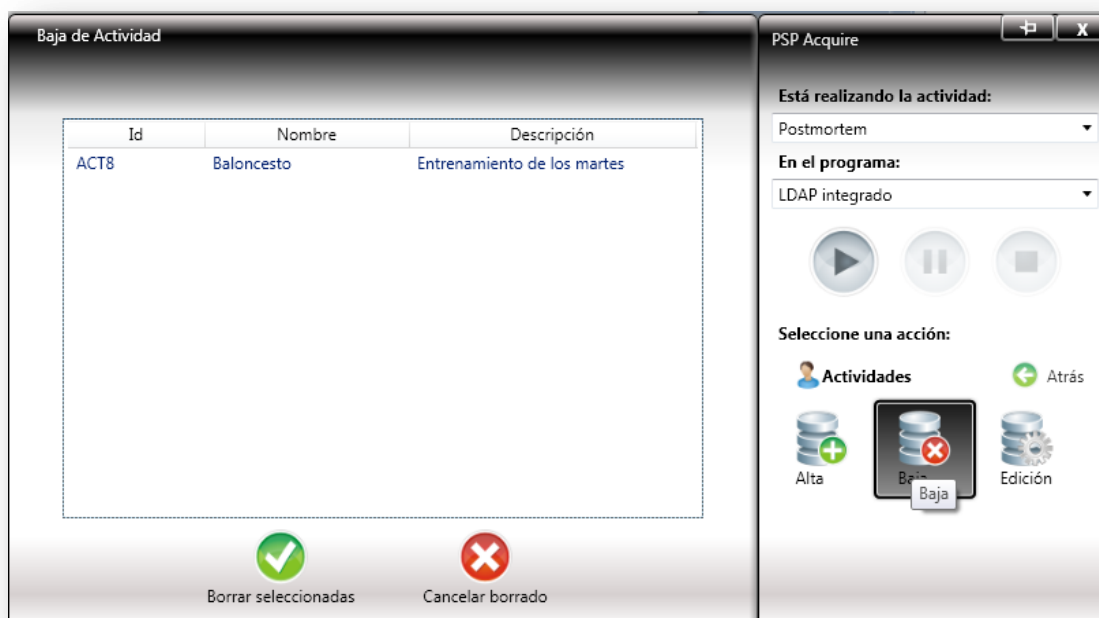 Baja de Actividad
Id Nombre Descripción
ACT8 Baloncesto Entrenamiento de los martes
Borrar seleccionadas Cancelar borrado
PSP Acquire X
Está realizando la actividad:
Postmortem
En el programa:
LDAP integrado
Seleccione una acción:
Actividades Atrás
Alta Baja Edición
Baja